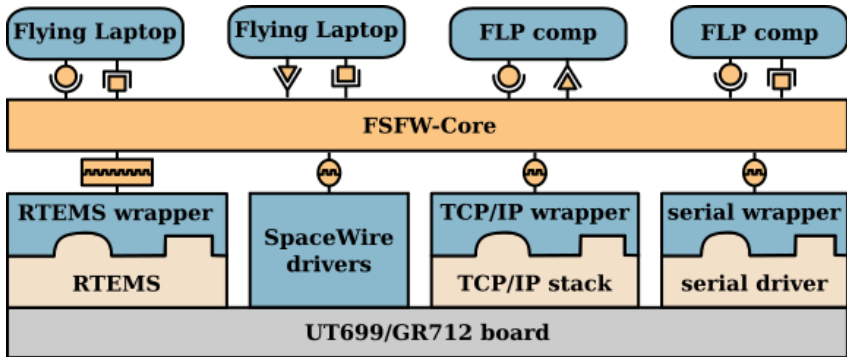 Flying Laptop
Flying Laptop
FLP comp
FLP comp
FSFW-Core
RTEMS wrapper
SpaceWire
drivers
TCP/IP wrapper
serial wrapper
RTEMS
TCP/IP stack
serial driver
UT699/GR712 board